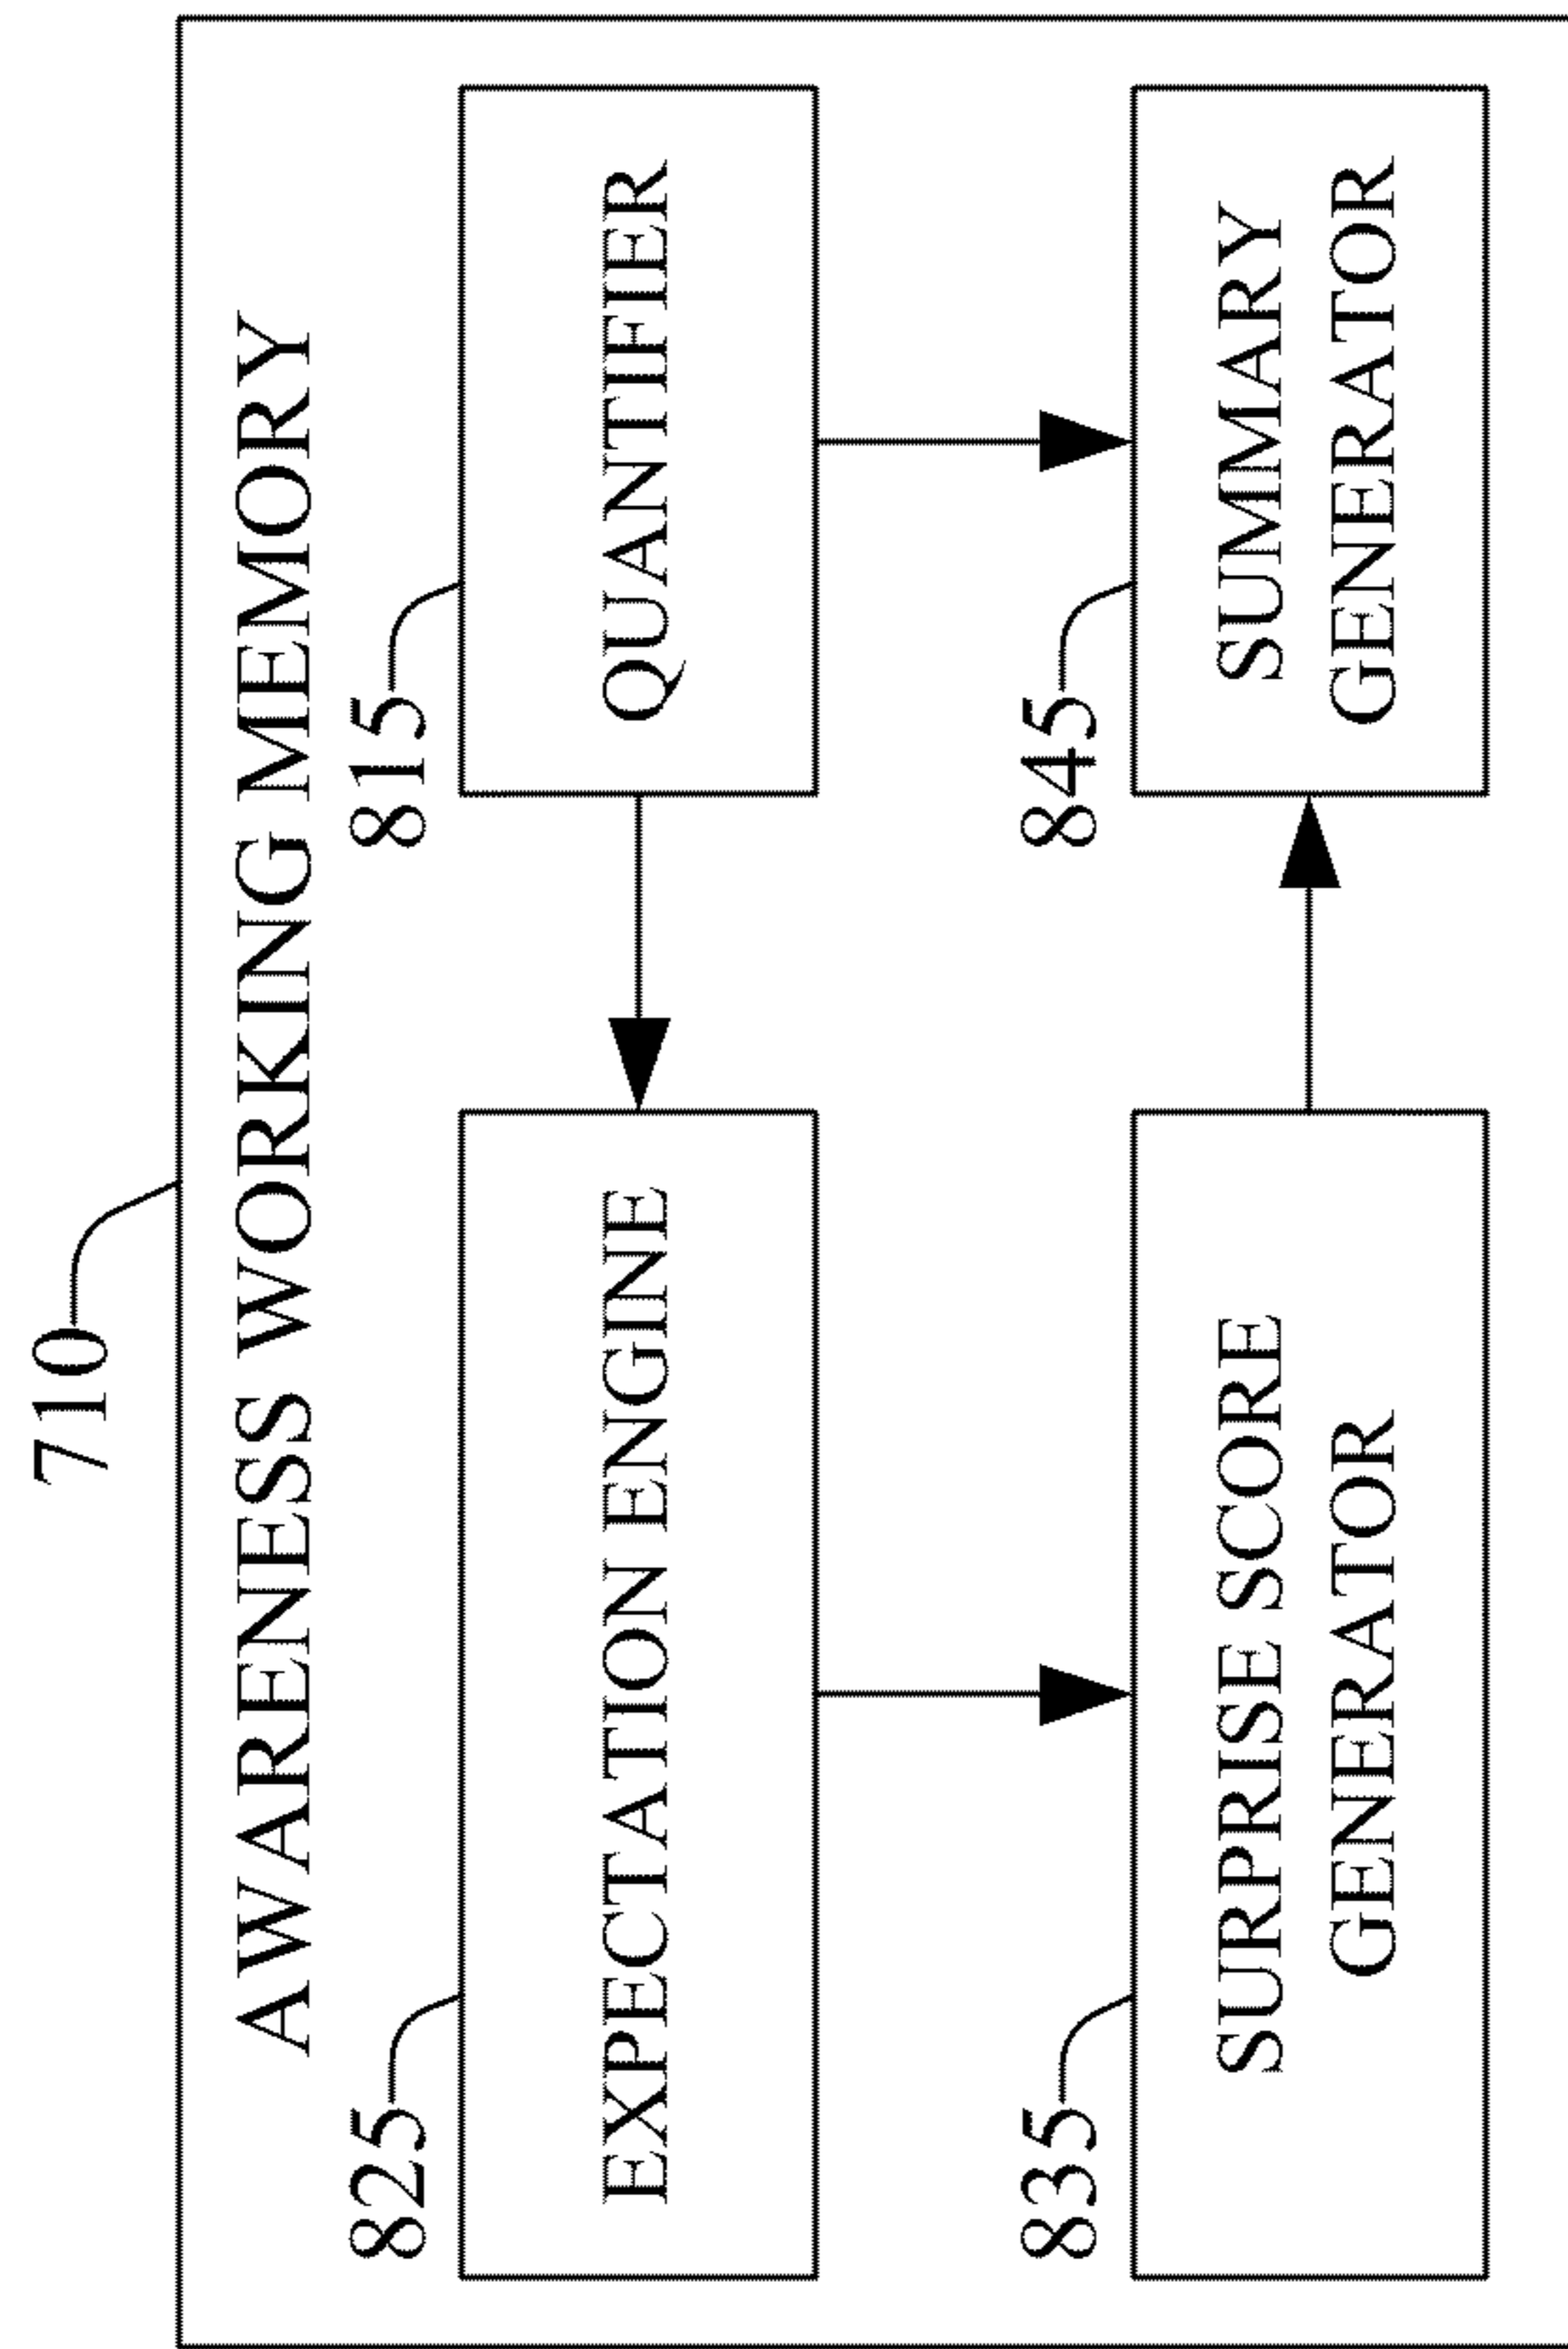 710
AWARENESS WORKING MEMORY
825
EXPECTATION ENGINE
815
QUANTIFIER
835
SURPRISE SCORE
GENERATOR
845
SUMMARY
GENERATOR